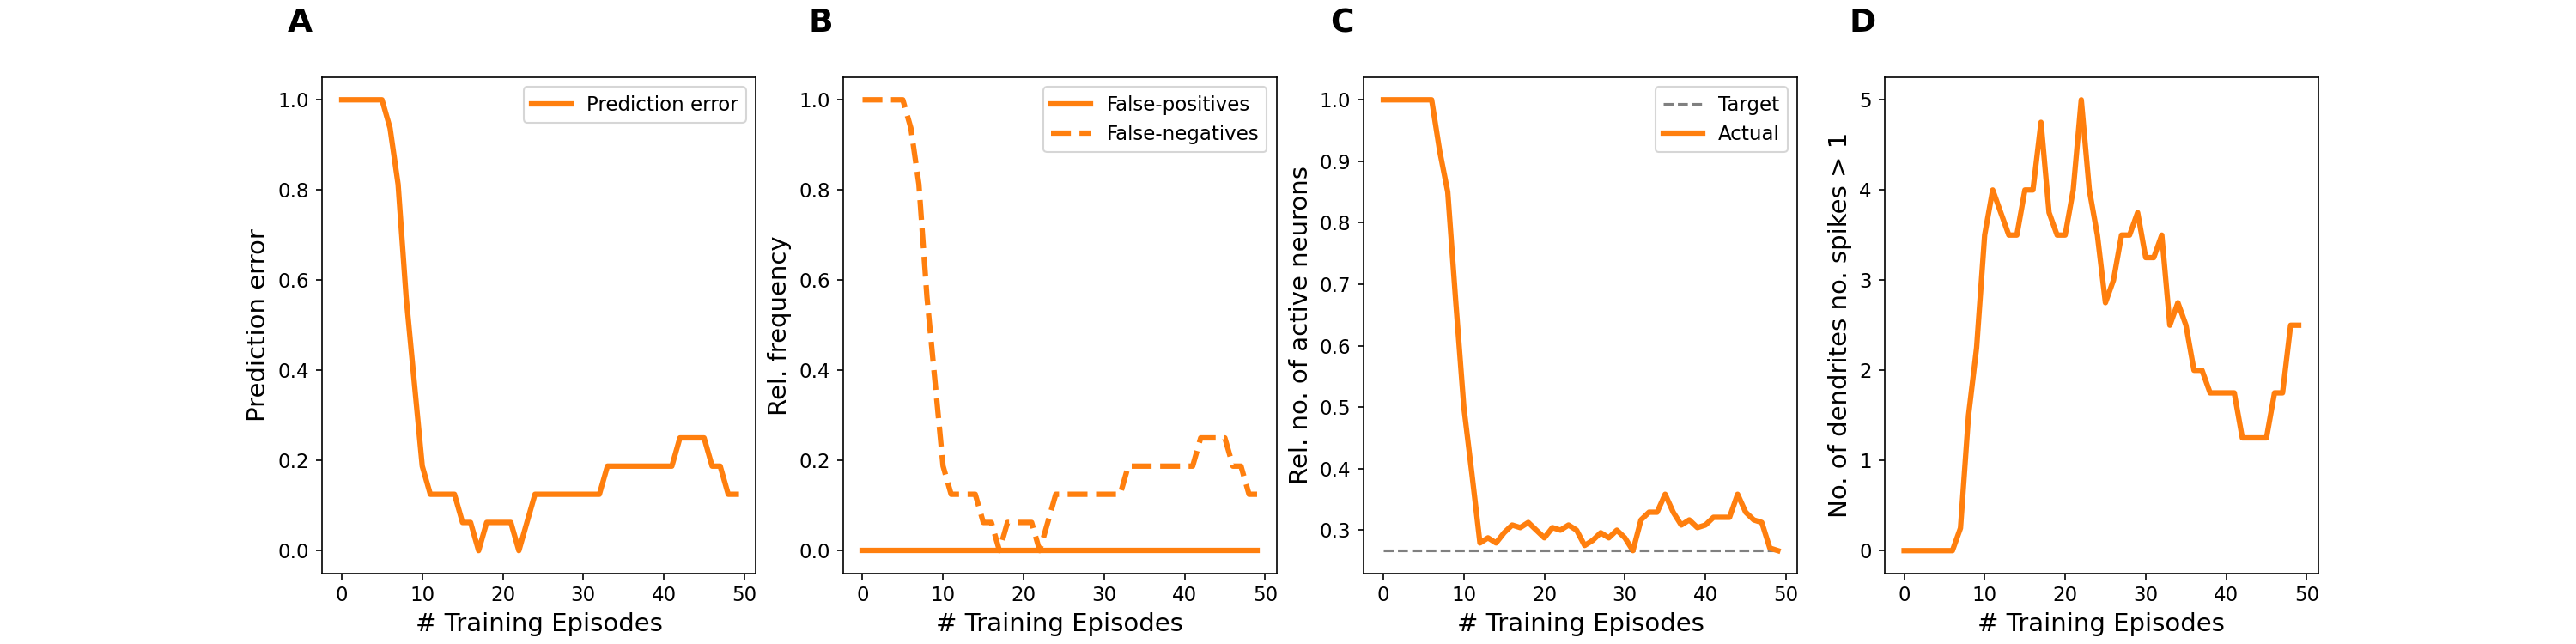 A
B
C
D
Prediction error
1.0
0.8
0.6
0.4
0.2
0.0
Prediction error
0
10
20
30
40
50
# Training Episodes
False-positives
False-negatives
1.0
0.8
0.6
0.4
0.2
0.0
Rel. frequency
0
10
20
30
40
50
# Training Episodes
Target
Actual
1.0
0.9
0.8
0.7
0.6
0.5
0.4
0.3
Rel. no. of active neurons
0
10
20
30
40
50
# Training Episodes
5
4
3
2
1
0
No. of dendrites no. spikes > 1
0
10
20
30
40
50
# Training Episodes